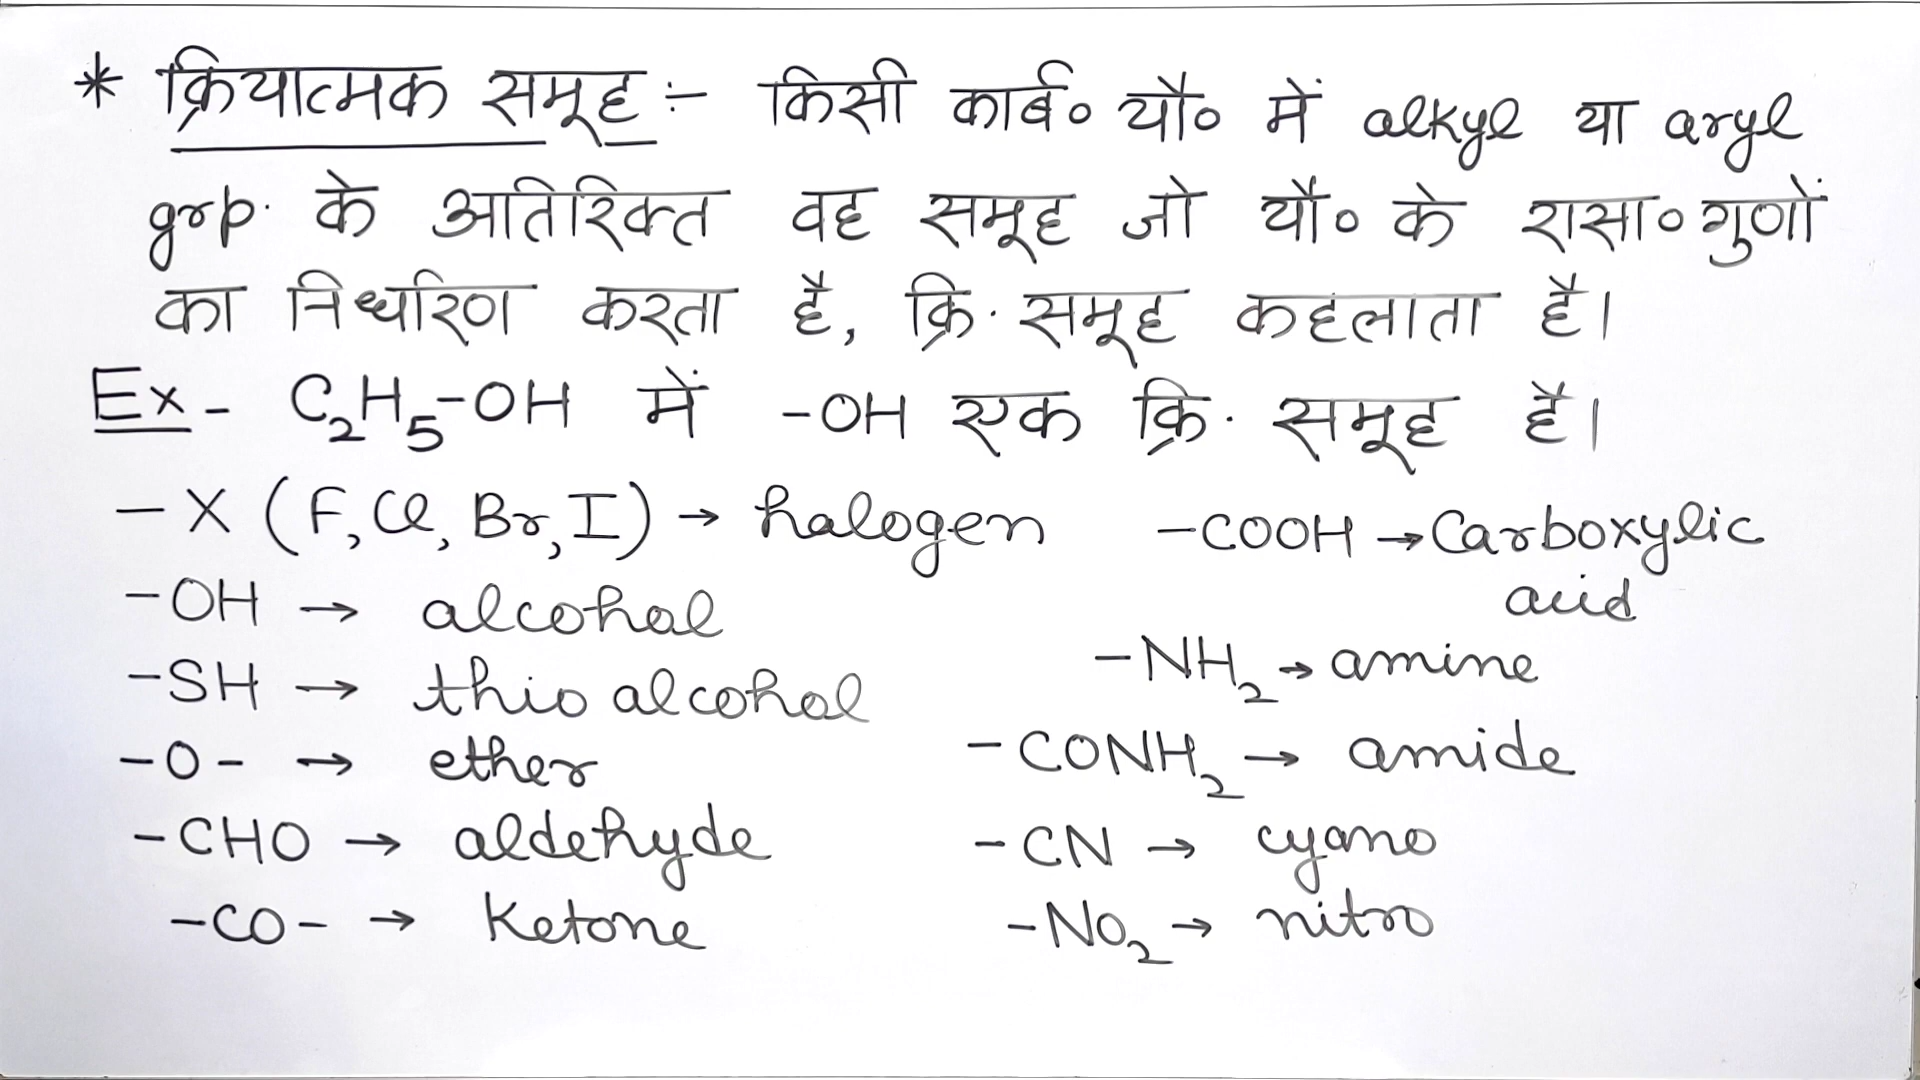 * क्रियात्मक समूह :- किसी कार्ब० यौ० में alkyl या aryl
grp. के अतिरिक्त वह समूह जो यौ० के रासा० गुणों
का निर्धारण करता है, क्रि. समूह कहलाता है।
Ex- C₂H₅-OH में -OH एक क्रि. समूह है।
-X (F, Cl, Br, I) → halogen
-OH → alcohal
-SH → thio alcohal
-O- → ether
-CHO → aldehyde
-CO- → Ketone
-COOH → Carboxylic
acid
-NH₂ → amine
-CONH₂ → amide
-CN → cyano
-NO₂ → nitro